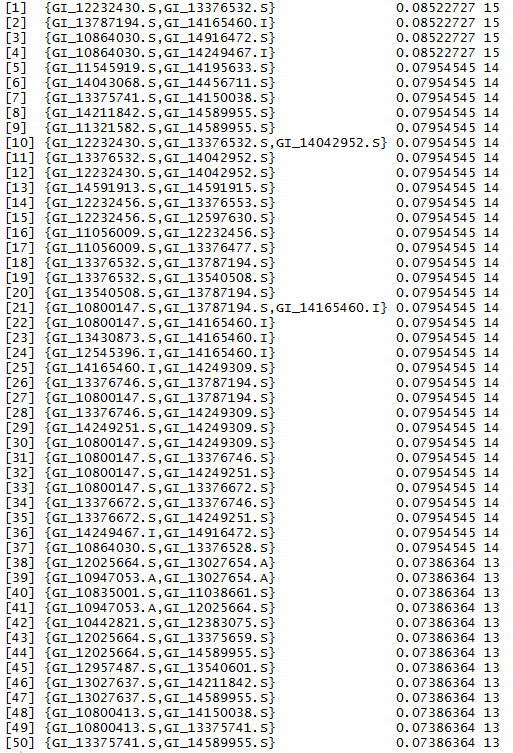 [1] {GI_12232430.S,GI_13376532.S} 0.08522727 15
[2] {GI_13787194.S,GI_14165460.I} 0.08522727 15
[3] {GI_10864030.S,GI_14916472.S} 0.08522727 15
[4] {GI_10864030.S,GI_14249467.I} 0.08522727 15
[5] {GI_11545919.S,GI_14195633.S} 0.07954545 14
[6] {GI_14043068.S,GI_14456711.S} 0.07954545 14
[7] {GI_13375741.S,GI_14150038.S} 0.07954545 14
[8] {GI_14211842.S,GI_14589955.S} 0.07954545 14
[9] {GI_11321582.S,GI_14589955.S} 0.07954545 14
[10] {GI_12232430.S,GI_13376532.S,GI_14042952.S} 0.07954545 14
[11] {GI_13376532.S,GI_14042952.S} 0.07954545 14
[12] {GI_12232430.S,GI_14042952.S} 0.07954545 14
[13] {GI_14591913.S,GI_14591915.S} 0.07954545 14
[14] {GI_12232456.S,GI_13376553.S} 0.07954545 14
[15] {GI_12232456.S,GI_12597630.S} 0.07954545 14
[16] {GI_11056009.S,GI_12232456.S} 0.07954545 14
[17] {GI_11056009.S,GI_13376477.S} 0.07954545 14
[18] {GI_13376532.S,GI_13787194.S} 0.07954545 14
[19] {GI_13376532.S,GI_13540508.S} 0.07954545 14
[20] {GI_13540508.S,GI_13787194.S} 0.07954545 14
[21] {GI_10800147.S,GI_13787194.S,GI_14165460.I} 0.07954545 14
[22] {GI_10800147.S,GI_14165460.I} 0.07954545 14
[23] {GI_13430873.S,GI_14165460.I} 0.07954545 14
[24] {GI_12545396.I,GI_14165460.I} 0.07954545 14
[25] {GI_14165460.I,GI_14249309.S} 0.07954545 14
[26] {GI_13376746.S,GI_13787194.S} 0.07954545 14
[27] {GI_10800147.S,GI_13787194.S} 0.07954545 14
[28] {GI_13376746.S,GI_14249309.S} 0.07954545 14
[29] {GI_14249251.S,GI_14249309.S} 0.07954545 14
[30] {GI_10800147.S,GI_14249309.S} 0.07954545 14
[31] {GI_10800147.S,GI_13376746.S} 0.07954545 14
[32] {GI_10800147.S,GI_14249251.S} 0.07954545 14
[33] {GI_10800147.S,GI_13376672.S} 0.07954545 14
[34] {GI_13376672.S,GI_13376746.S} 0.07954545 14
[35] {GI_13376672.S,GI_14249251.S} 0.07954545 14
[36] {GI_14249467.I,GI_14916472.S} 0.07954545 14
[37] {GI_10864030.S,GI_13376528.S} 0.07954545 14
[38] {GI_12025664.S,GI_13027654.A} 0.07386364 13
[39] {GI_10947053.A,GI_13027654.A} 0.07386364 13
[40] {GI_10835001.S,GI_11038661.S} 0.07386364 13
[41] {GI_10947053.A,GI_12025664.S} 0.07386364 13
[42] {GI_10442821.S,GI_12383075.S} 0.07386364 13
[43] {GI_12025664.S,GI_13375659.S} 0.07386364 13
[44] {GI_12025664.S,GI_14589955.S} 0.07386364 13
[45] {GI_12957487.S,GI_13540601.S} 0.07386364 13
[46] {GI_13027637.S,GI_14211842.S} 0.07386364 13
[47] {GI_13027637.S,GI_14589955.S} 0.07386364 13
[48] {GI_10800413.S,GI_14150038.S} 0.07386364 13
[49] {GI_10800413.S,GI_13375741.S} 0.07386364 13
[50] {GI_13375741.S,GI_14589955.S} 0.07386364 13